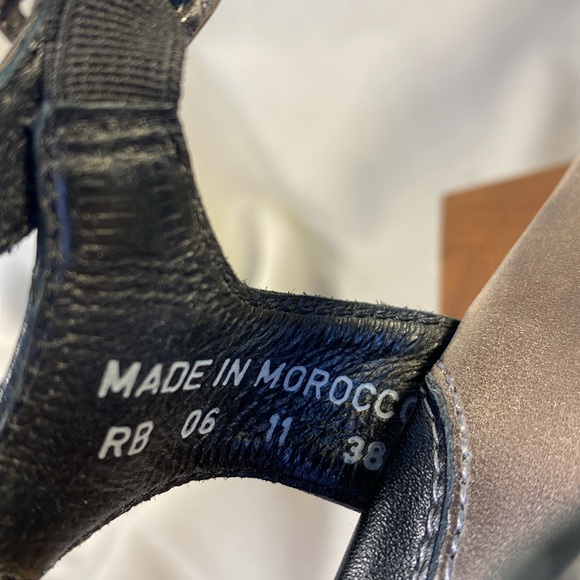 MADE IN MOROCCO
RB 06 11 38